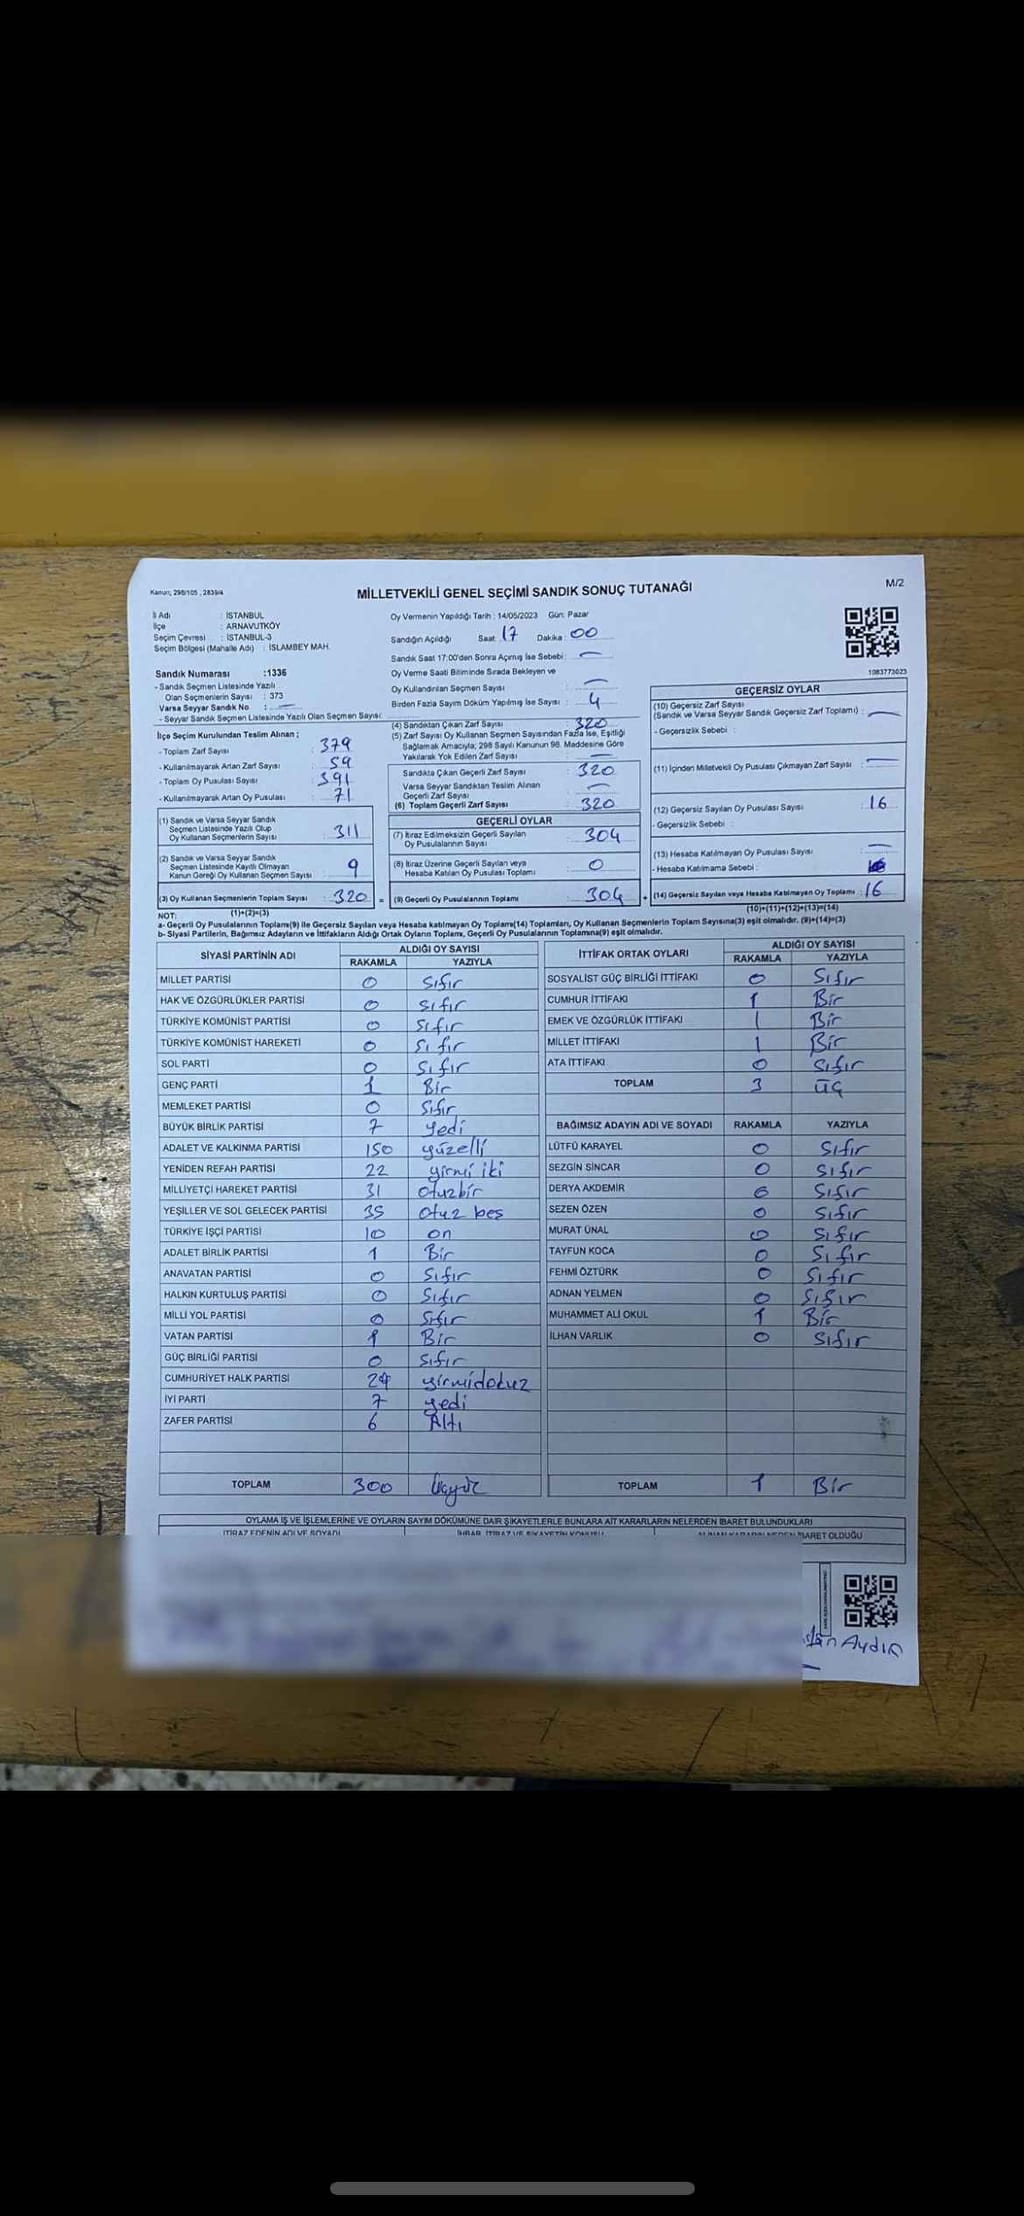 Kanun; 298/105 , 2839/4
MİLLETVEKİLİ GENEL SEÇİMİ SANDIK SONUÇ TUTANAĞI
M/2
İl Adı : İSTANBUL
İlçe : ARNAVUTKÖY
Seçim Çevresi : İSTANBUL-3
Seçim Bölgesi (Mahalle Adı) : İSLAMBEY MAH.
Oy Vermenin Yapıldığı Tarih : 14/05/2023 Gün: Pazar
Sandığın Açıldığı Saat: 17 Dakika: 00
Sandık Saat 17:00'den Sonra Açmış İse Sebebi: —
Oy Verme Saati Bitiminde Sırada Bekleyen ve
Oy Kullandırılan Seçmen Sayısı : —
Birden Fazla Sayım Döküm Yapılmış İse Sayısı : 4
1083773023
Sandık Numarası :1336
- Sandık Seçmen Listesinde Yazılı
Olan Seçmenlerin Sayısı : 373
Varsa Seyyar Sandık No : —
- Seyyar Sandık Seçmen Listesinde Yazılı Olan Seçmen Sayısı:
İlçe Seçim Kurulundan Teslim Alınan ;
- Toplam Zarf Sayısı : 379
- Kullanılmayarak Artan Zarf Sayısı : 59
- Toplam Oy Pusulası Sayısı : 391
- Kullanılmayarak Artan Oy Pusulası : 71
(1) Sandık ve Varsa Seyyar Sandık
Seçmen Listesinde Yazılı Olup
Oy Kullanan Seçmenlerin Sayısı : 311
(2) Sandık ve Varsa Seyyar Sandık
Seçmen Listesinde Kayıtlı Olmayan
Kanun Gereği Oy Kullanan Seçmen Sayısı : 9
(3) Oy Kullanan Seçmenlerin Toplam Sayısı : 320 =
(1)+(2)=(3)
(4) Sandıktan Çıkan Zarf Sayısı : 320
(5) Zarf Sayısı Oy Kullanan Seçmen Sayısından Fazla İse, Eşitliği
Sağlamak Amacıyla; 298 Sayılı Kanunun 98. Maddesine Göre
Yakılarak Yok Edilen Zarf Sayısı : —
Sandıkta Çıkan Geçerli Zarf Sayısı : 320
Varsa Seyyar Sandıktan Teslim Alınan
Geçerli Zarf Sayısı : —
(6) Toplam Geçerli Zarf Sayısı : 320
GEÇERLİ OYLAR
(7) İtiraz Edilmeksizin Geçerli Sayılan
Oy Pusulalarının Sayısı : 304
(8) İtiraz Üzerine Geçerli Sayılan veya
Hesaba Katılan Oy Pusulası Toplamı : 0
(9) Geçerli Oy Pusulalarının Toplamı : 304 +
GEÇERSİZ OYLAR
(10) Geçersiz Zarf Sayısı
(Sandık ve Varsa Seyyar Sandık Geçersiz Zarf Toplamı) : —
- Geçersizlik Sebebi :
(11) İçinden Milletvekili Oy Pusulası Çıkmayan Zarf Sayısı : —
(12) Geçersiz Sayılan Oy Pusulası Sayısı : 16
- Geçersizlik Sebebi :
(13) Hesaba Katılmayan Oy Pusulası Sayısı : —
- Hesaba Katılmama Sebebi :
(14) Geçersiz Sayılan veya Hesaba Katılmayan Oy Toplamı : 16
(10)+(11)+(12)+(13)=(14)
NOT:
a- Geçerli Oy Pusulalarının Toplamı(9) ile Geçersiz Sayılan veya Hesaba katılmayan Oy Toplamı(14) Toplamları, Oy Kullanan Seçmenlerin Toplam Sayısına(3) eşit olmalıdır. (9)+(14)=(3)
b- Siyasi Partilerin, Bağımsız Adayların ve İttifakların Aldığı Ortak Oyların Toplamı, Geçerli Oy Pusulalarının Toplamına(9) eşit olmalıdır.
SİYASİ PARTİNİN ADI ALDIĞI OY SAYISI
RAKAMLA YAZIYLA
MİLLET PARTİSİ 0 Sıfır
HAK VE ÖZGÜRLÜKLER PARTİSİ 0 Sıfır
TÜRKİYE KOMÜNİST PARTİSİ 0 Sıfır
TÜRKİYE KOMÜNİST HAREKETİ 0 Sıfır
SOL PARTİ 0 Sıfır
GENÇ PARTİ 1 Bir
MEMLEKET PARTİSİ 0 Sıfır
BÜYÜK BİRLİK PARTİSİ 7 yedi
ADALET VE KALKINMA PARTİSİ 150 yüzelli
YENİDEN REFAH PARTİSİ 22 yirmi iki
MİLLİYETÇİ HAREKET PARTİSİ 31 otuzbir
YEŞİLLER VE SOL GELECEK PARTİSİ 35 otuz beş
TÜRKİYE İŞÇİ PARTİSİ 10 on
ADALET BİRLİK PARTİSİ 1 Bir
ANAVATAN PARTİSİ 0 Sıfır
HALKIN KURTULUŞ PARTİSİ 0 Sıfır
MİLLİ YOL PARTİSİ 0 Sıfır
VATAN PARTİSİ 1 Bir
GÜÇ BİRLİĞİ PARTİSİ 0 Sıfır
CUMHURİYET HALK PARTİSİ 29 yirmidokuz
İYİ PARTİ 7 yedi
ZAFER PARTİSİ 6 Altı
TOPLAM 300 üçyüz
İTTİFAK ORTAK OYLARI ALDIĞI OY SAYISI
RAKAMLA YAZIYLA
SOSYALİST GÜÇ BİRLİĞİ İTTİFAKI 0 Sıfır
CUMHUR İTTİFAKI 1 Bir
EMEK VE ÖZGÜRLÜK İTTİFAKI 1 Bir
MİLLET İTTİFAKI 1 Bir
ATA İTTİFAKI 0 Sıfır
TOPLAM 3 üç
BAĞIMSIZ ADAYIN ADI VE SOYADI RAKAMLA YAZIYLA
LÜTFÜ KARAYEL 0 Sıfır
SEZGİN SİNCAR 0 Sıfır
DERYA AKDEMİR 0 Sıfır
SEZEN ÖZEN 0 Sıfır
MURAT ÜNAL 0 Sıfır
TAYFUN KOCA 0 Sıfır
FEHMİ ÖZTÜRK 0 Sıfır
ADNAN YELMEN 0 Sıfır
MUHAMMET ALİ OKUL 1 Bir
İLHAN VARLIK 0 Sıfır
TOPLAM 1 Bir
OYLAMA İŞ VE İŞLEMLERİNE VE OYLARIN SAYIM DÖKÜMÜNE DAİR ŞİKAYETLERLE BUNLARA AİT KARARLARIN NELERDEN İBARET BULUNDUKLARI
İTİRAZ EDENİN ADI VE SOYADI İHBAR, İTİRAZ VE ŞİKAYETİN KONUSU ALINAN KARARIN NEDEN İBARET OLDUĞU
Aydın